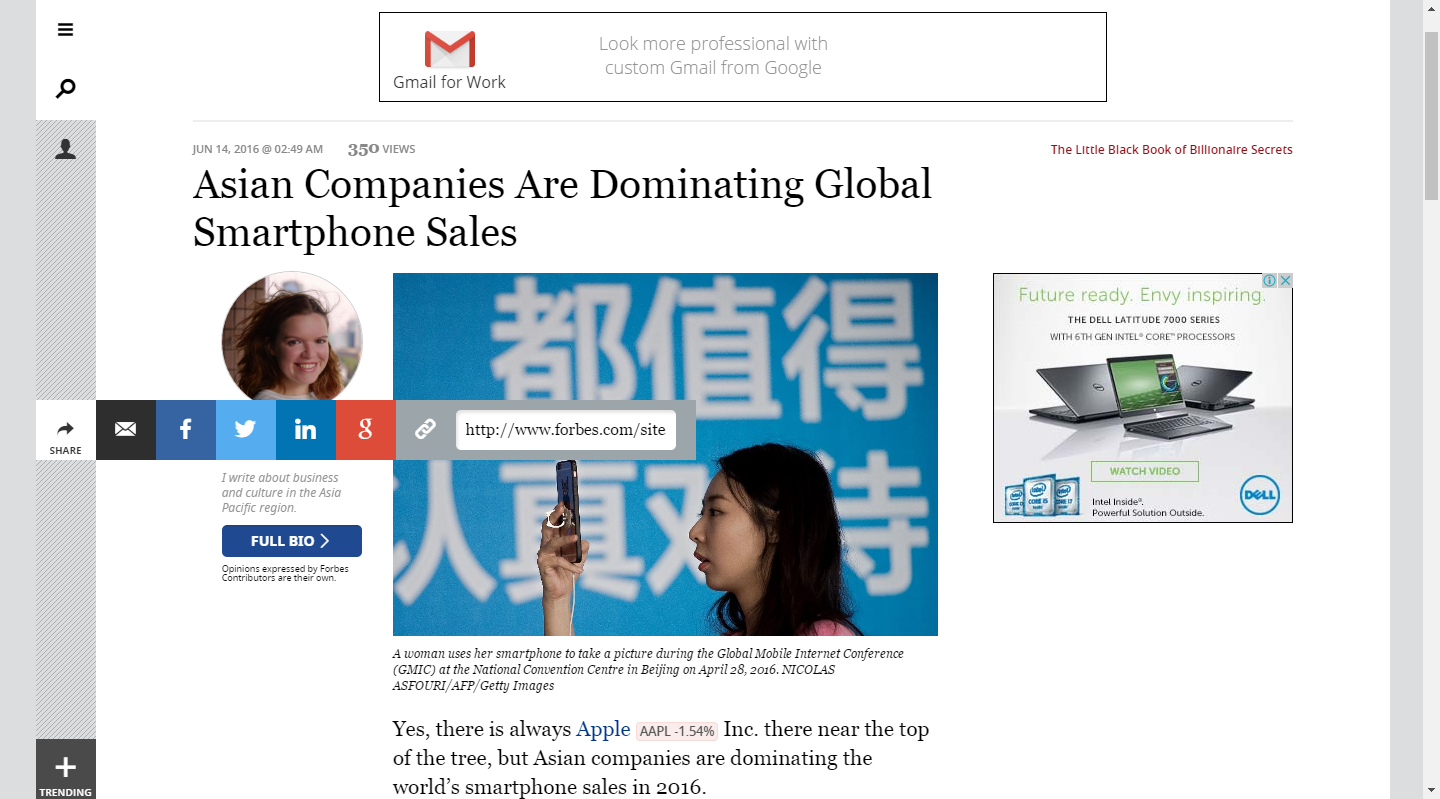 Gmail for Work
Look more professional with
custom Gmail from Google
JUN 14, 2016 @ 02:49 AM 350 VIEWS
The Little Black Book of Billionaire Secrets
Asian Companies Are Dominating Global
Smartphone Sales
都值得
认真对待
Future ready. Envy inspiring.
THE DELL LATITUDE 7000 SERIES
WITH 6TH GEN INTEL® CORE™ PROCESSORS
WATCH VIDEO
Intel Inside®.
Powerful Solution Outside.
DELL
SHARE
http://www.forbes.com/site
I write about business
and culture in the Asia
Pacific region.
FULL BIO
Opinions expressed by Forbes
Contributors are their own.
A woman uses her smartphone to take a picture during the Global Mobile Internet Conference
(GMIC) at the National Convention Centre in Beijing on April 28, 2016. NICOLAS
ASFOURI/AFP/Getty Images
Yes, there is always Apple AAPL -1.54% Inc. there near the top
of the tree, but Asian companies are dominating the
world’s smartphone sales in 2016.
TRENDING